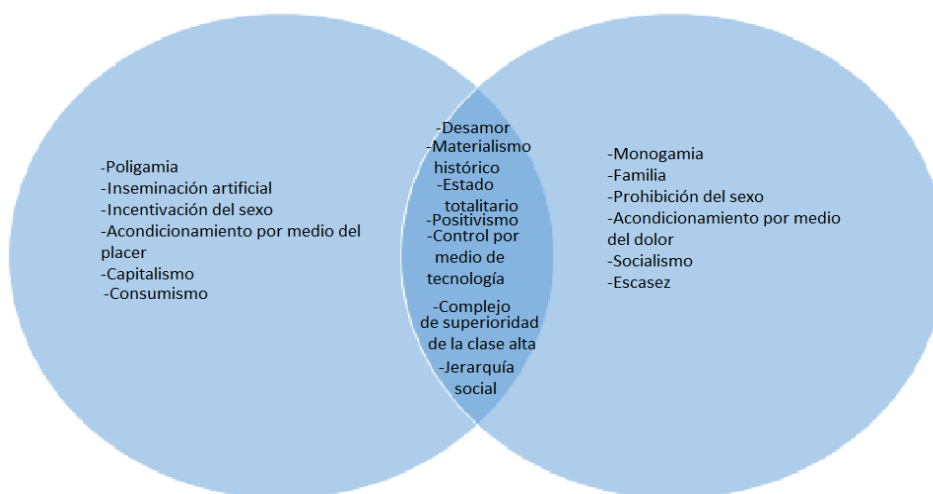 -Poligamia
-Inseminación artificial
-Incentivación del sexo
-Acondicionamiento por medio del
placer
-Capitalismo
-Consumismo
-Desamor
-Materialismo
histórico
-Estado
totalitario
-Positivismo
-Control por
medio de
tecnología
-Complejo
de superioridad
de la clase alta
-Jerarquía
social
-Monogamia
-Familia
-Prohibición del sexo
-Acondicionamiento por medio
del dolor
-Socialismo
-Escasez